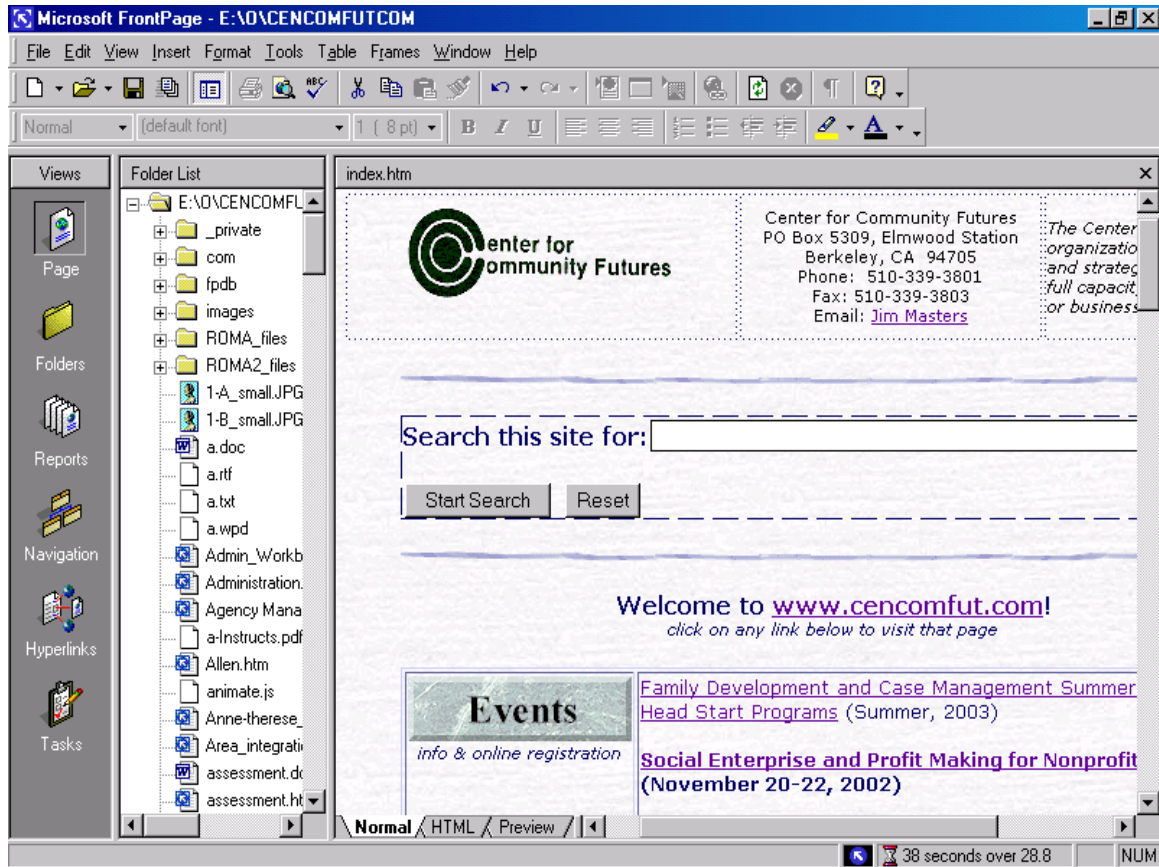 Microsoft FrontPage - E:\O\CENCOMFUTCOM
File Edit View Insert Format Tools Table Frames Window Help
Normal (default font) 1 ( 8 pt) B I U A
Views
Page
Folders
Reports
Navigation
Hyperlinks
Tasks
Folder List
E:\O\CENCOMFL
_private
com
fpdb
images
ROMA_files
ROMA2_files
1-A_small.JPG
1-B_small.JPG
a.doc
a.rtf
a.txt
a.wpd
Admin_Workb
Administration.
Agency Mana
a-Instructs.pdf
Allen.htm
animate.js
Anne-therese_
Area_integrati
assessment.do
assessment.ht
index.htm
Center for
Community Futures
Center for Community Futures
PO Box 5309, Elmwood Station
Berkeley, CA 94705
Phone: 510-339-3801
Fax: 510-339-3803
Email: Jim Masters
The Center
organizatio
and strateg
full capacit
or business
Search this site for:
Start Search Reset
Welcome to www.cencomfut.com!
click on any link below to visit that page
Events
info & online registration
Family Development and Case Management Summer
Head Start Programs (Summer, 2003)
Social Enterprise and Profit Making for Nonprofit
(November 20-22, 2002)
Normal HTML Preview
38 seconds over 28.8 NUM